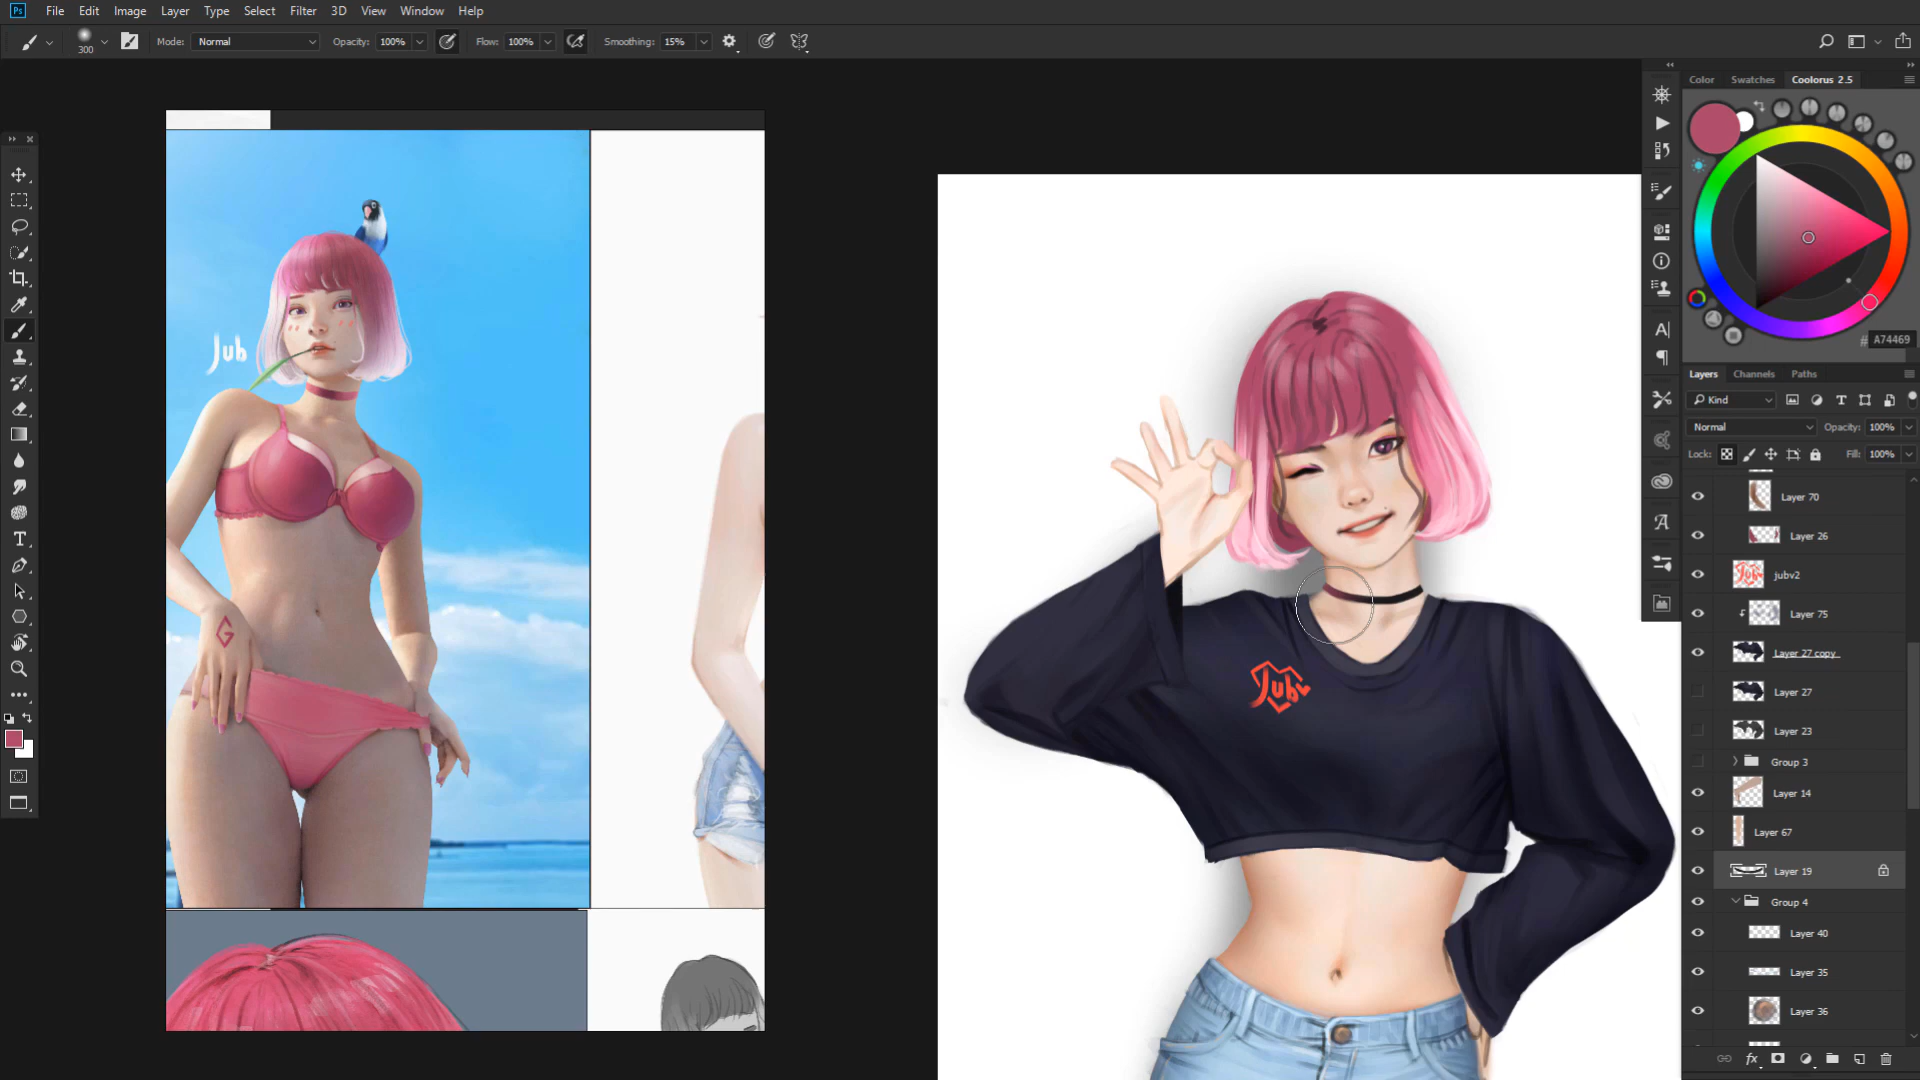 File Edit Image Layer Type Select Filter 3D View Window Help
300 Mode: Normal Opacity: 100% Flow: 100% Smoothing: 15%
Color Swatches Coolorus 2.5
# A74469
Layers Channels Paths
Kind
Normal Opacity: 100%
Lock: Fill: 100%
Layer 70
Layer 26
jubv2
Layer 75
Layer 27 copy
Layer 27
Layer 23
Group 3
Layer 14
Layer 67
Layer 19
Group 4
Layer 40
Layer 35
Layer 36
Jub
G
Jub